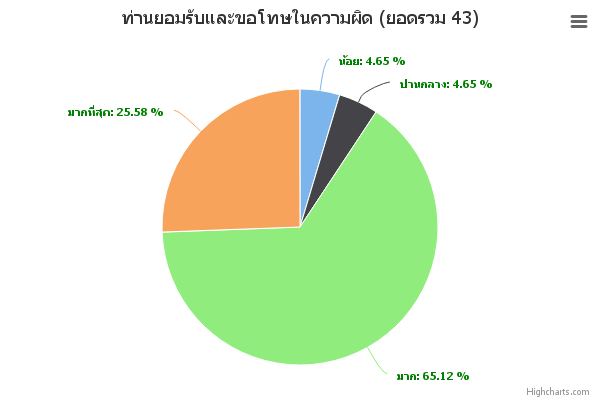 ท่านยอมรับและขอโทษในความผิด (ยอดรวม 43)
น้อย: 4.65 %
ปานกลาง: 4.65 %
มากที่สุด: 25.58 %
มาก: 65.12 %
Highcharts.com